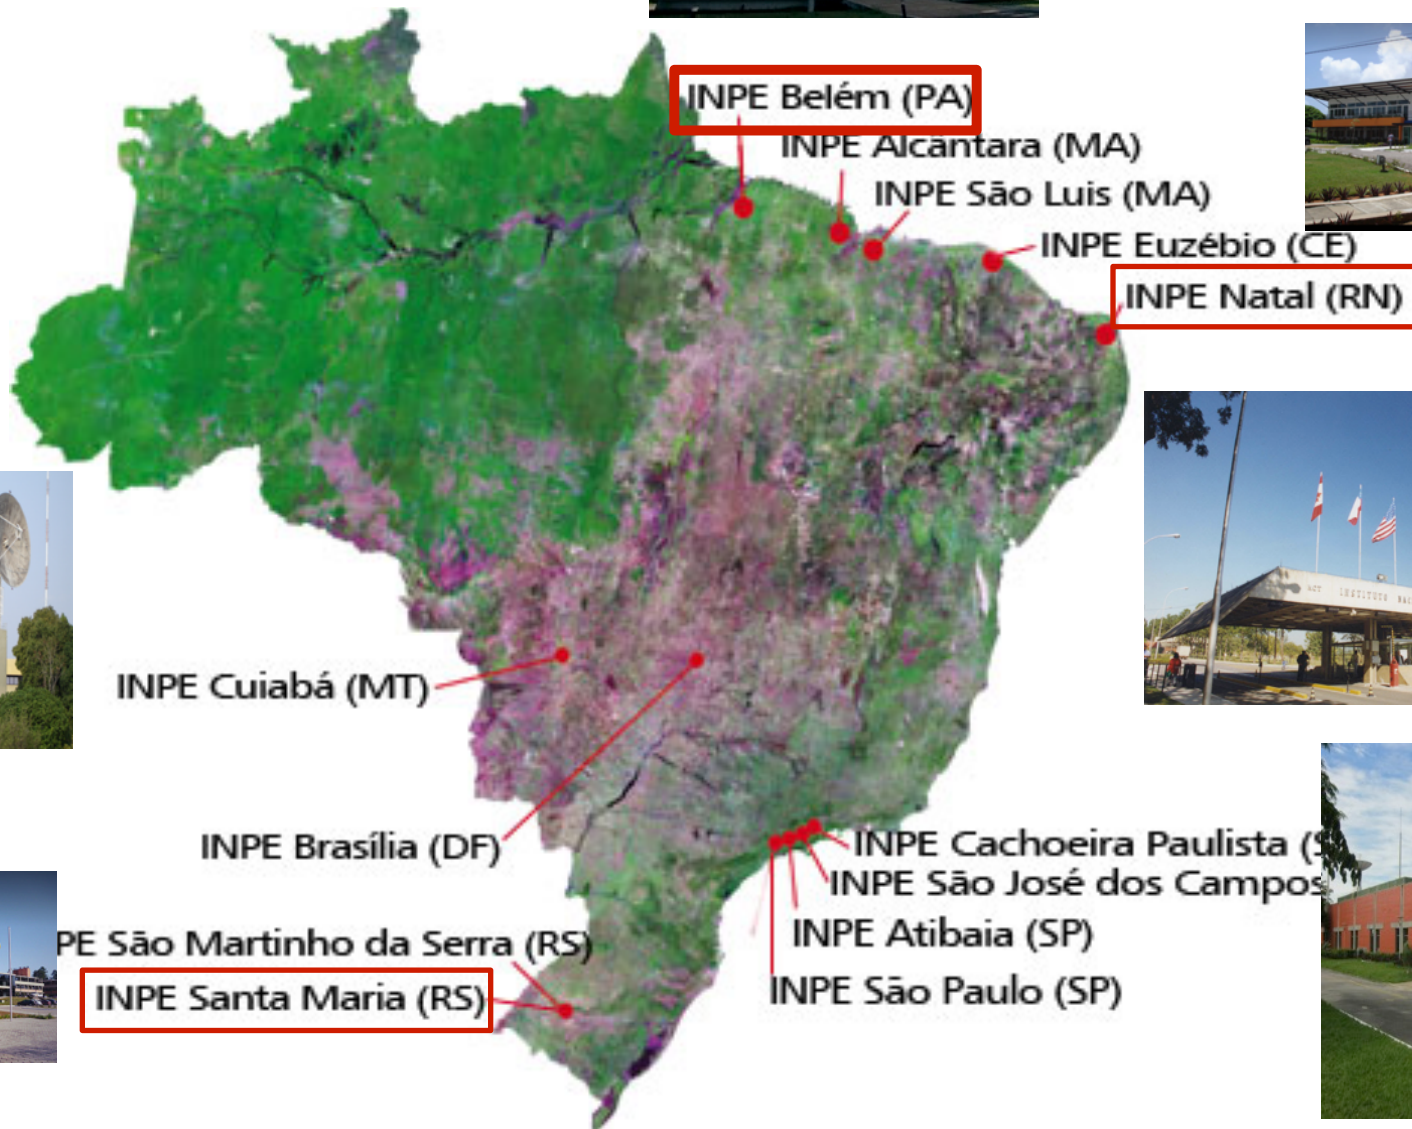 INPE Belém (PA)
INPE Alcântara (MA)
INPE São Luis (MA)
INPE Euzébio (CE)
INPE Natal (RN)
INSTITUTO
INPE Cuiabá (MT)
INPE Brasília (DF)
INPE Cachoeira Paulista (S
INPE São José dos Campos
INPE Atibaia (SP)
INPE São Paulo (SP)
PE São Martinho da Serra (RS)
INPE Santa Maria (RS)